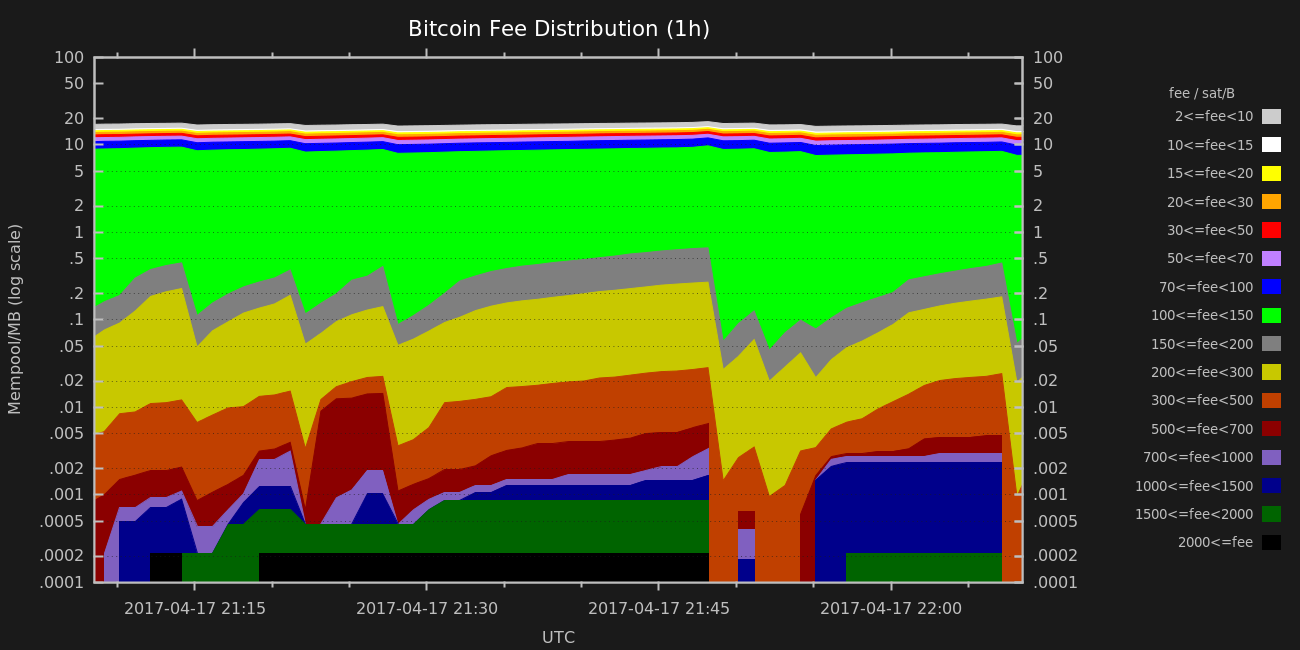 Bitcoin Fee Distribution (1h)
Mempool/MB (log scale)
100
50
20
10
5
2
1
.5
.2
.1
.05
.02
.01
.005
.002
.001
.0005
.0002
.0001
100
50
20
10
5
2
1
.5
.2
.1
.05
.02
.01
.005
.002
.001
.0005
.0002
.0001
2017-04-17 21:15
2017-04-17 21:30
2017-04-17 21:45
2017-04-17 22:00
UTC
fee / sat/B
2<=fee<10
10<=fee<15
15<=fee<20
20<=fee<30
30<=fee<50
50<=fee<70
70<=fee<100
100<=fee<150
150<=fee<200
200<=fee<300
300<=fee<500
500<=fee<700
700<=fee<1000
1000<=fee<1500
1500<=fee<2000
2000<=fee